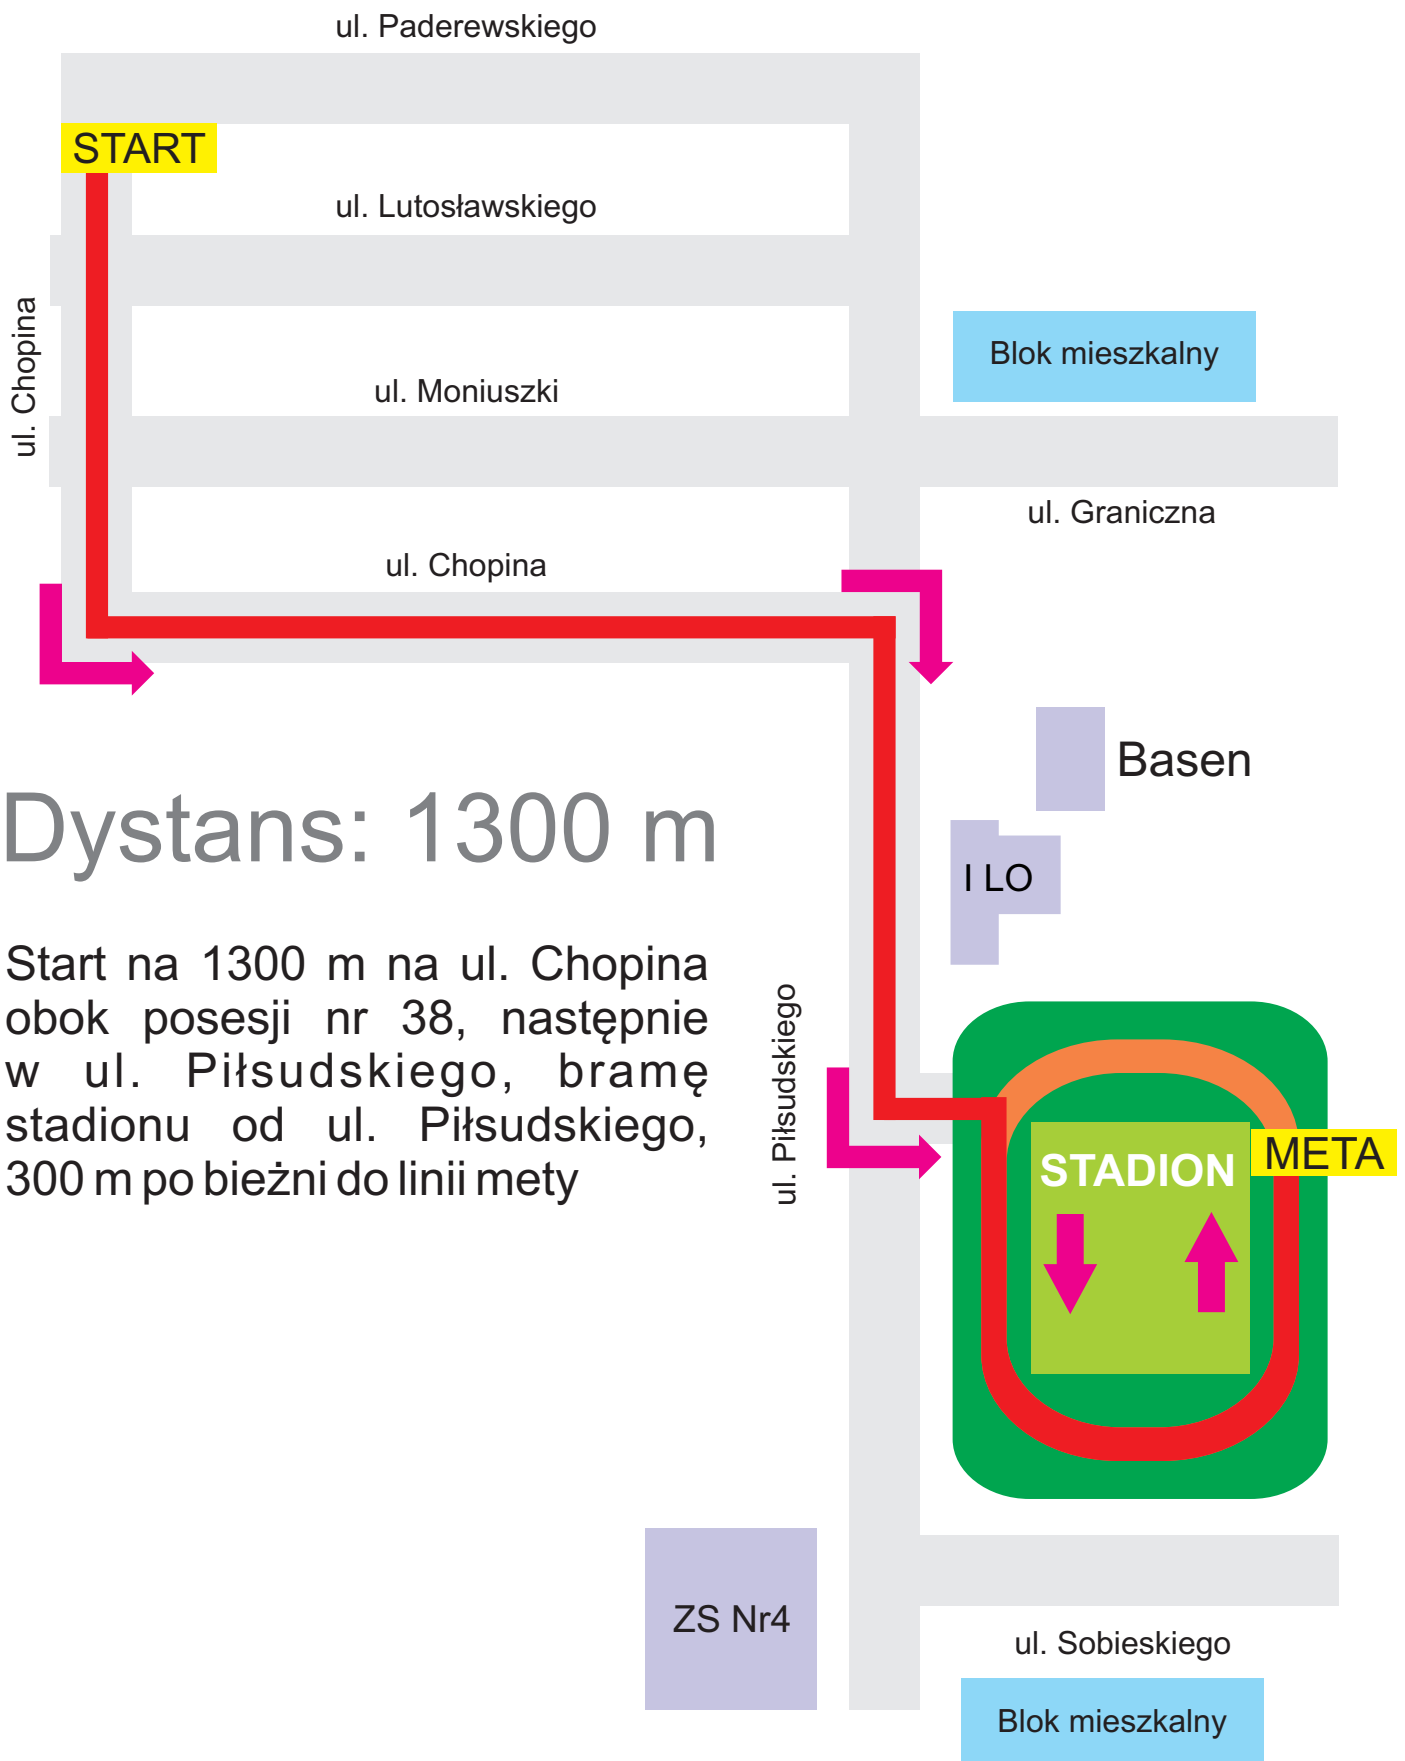 ul. Paderewskiego
START
ul. Lutosławskiego
ul. Chopina
Blok mieszkalny
ul. Moniuszki
ul. Graniczna
ul. Chopina
Basen
Dystans: 1300 m
I LO
Start na 1300 m na ul. Chopina
obok posesji nr 38, następnie
w ul. Piłsudskiego, bramę
stadionu od ul. Piłsudskiego,
300 m po bieżni do linii mety
ul. Piłsudskiego
STADION
META
ZS Nr4
ul. Sobieskiego
Blok mieszkalny